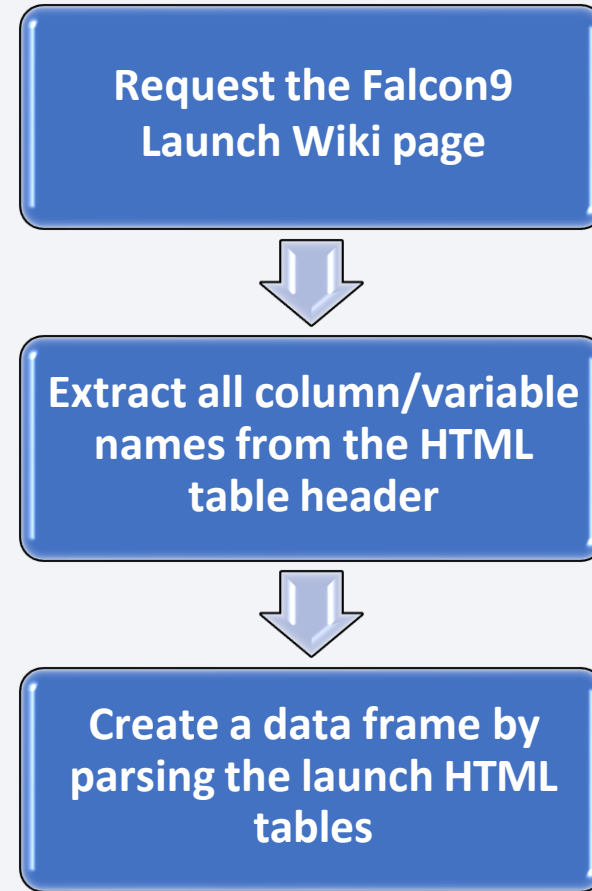 Request the Falcon9
Launch Wiki page
Extract all column/variable
names from the HTML
table header
Create a data frame by
parsing the launch HTML
tables